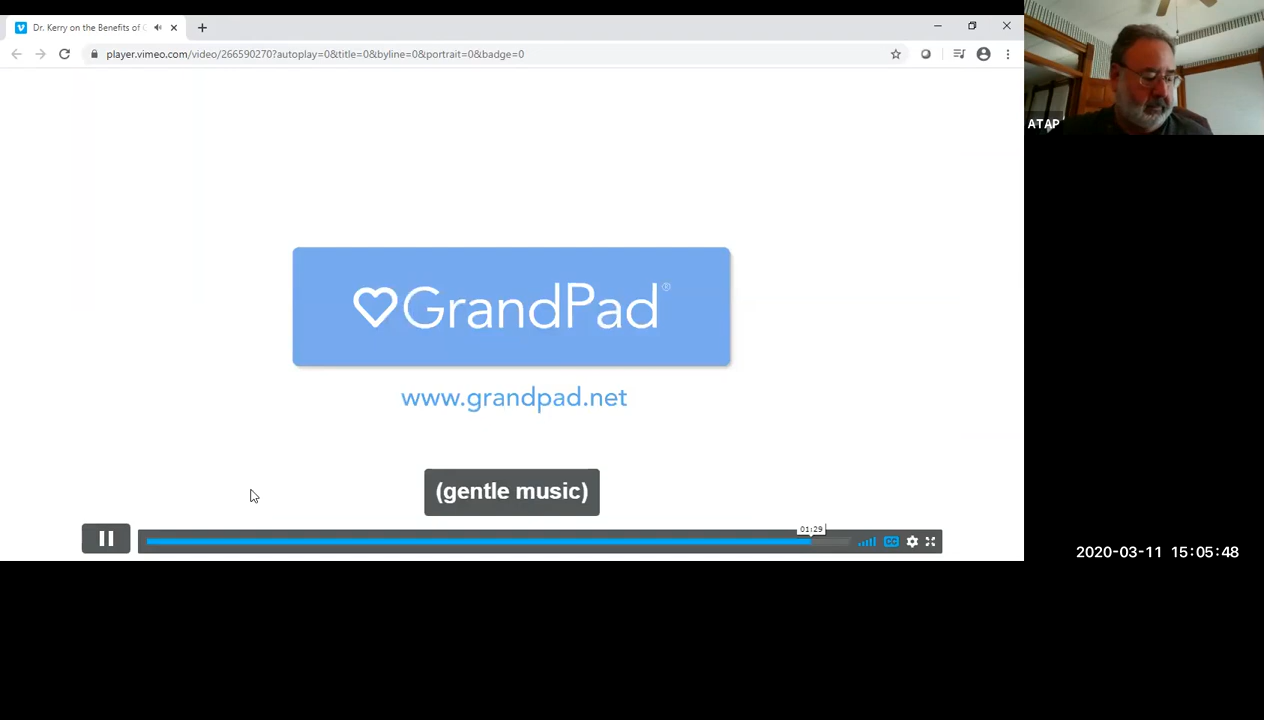 Dr. Kerry on the Benefits of
player.vimeo.com/video/266590270?autoplay=0&title=0&byline=0&portrait=0&badge=0
ATAP
GrandPad®
www.grandpad.net
(gentle music)
01:29
CC
2020-03-11 15:05:48